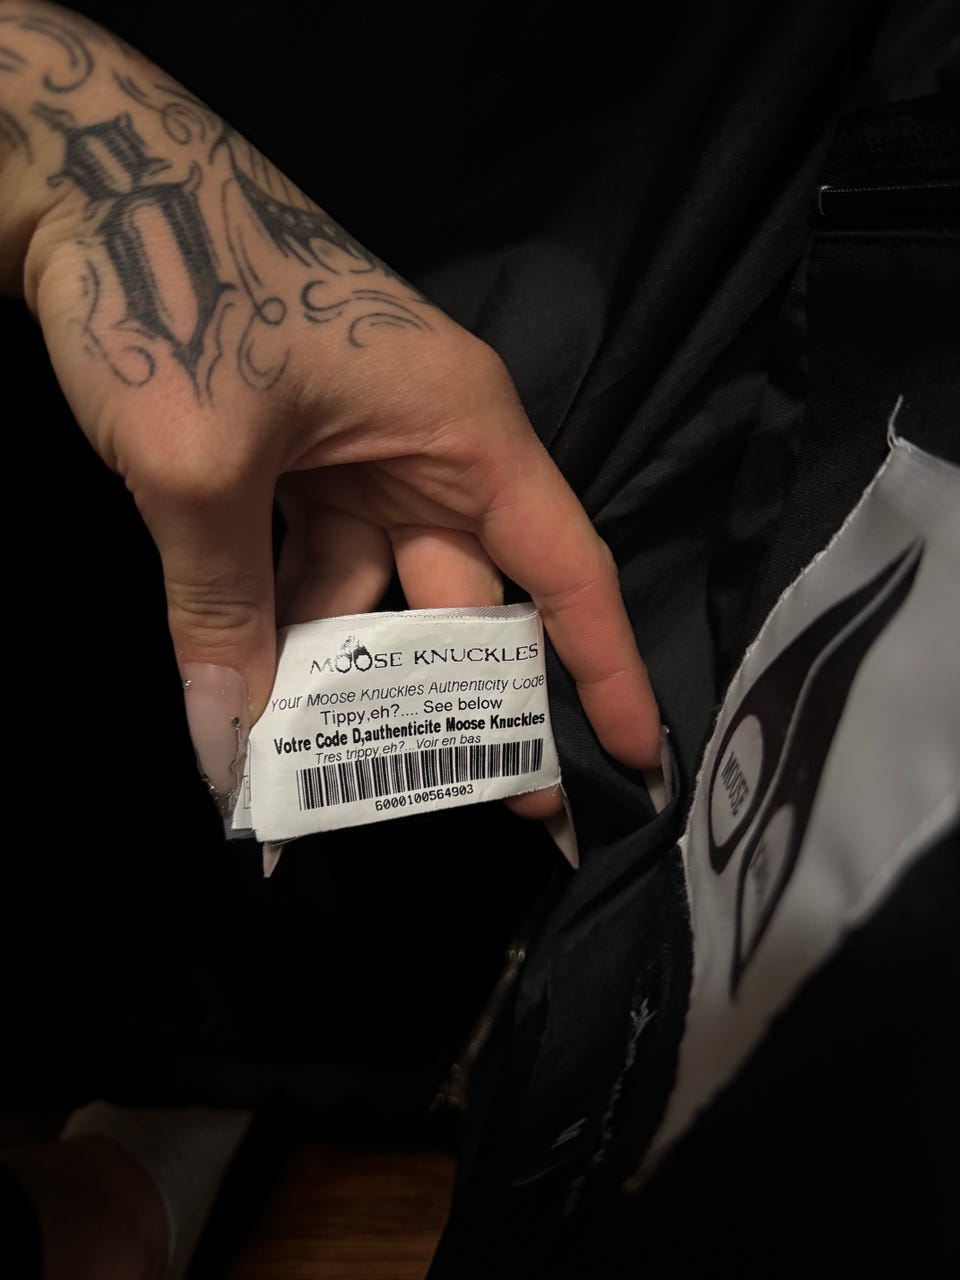 MOOSE KNUCKLES
Your Moose Knuckles Authenticity Code
Tippy,eh?.... See below
Votre Code D,authenticite Moose Knuckles
Tres trippy,eh?...Voir en bas
6000100564903
MOOSE